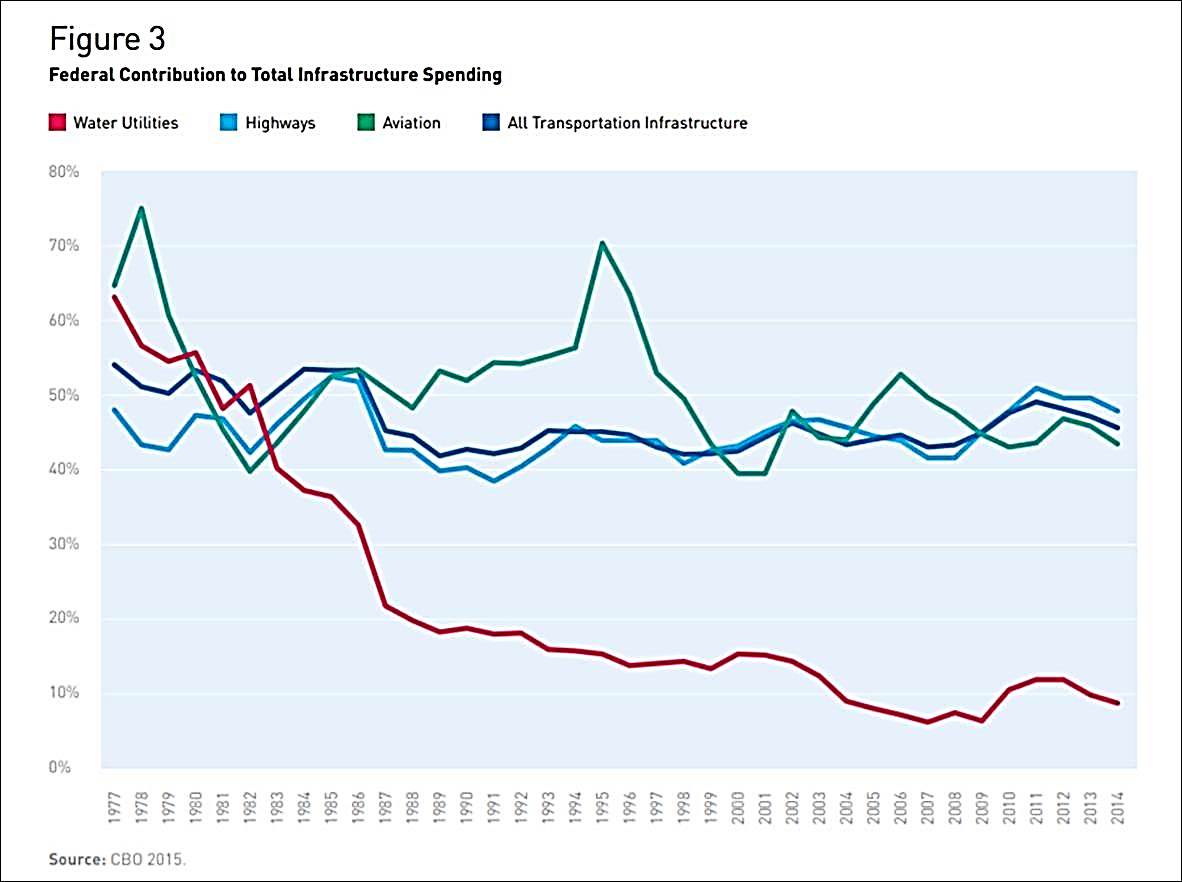 Figure 3
Federal Contribution to Total Infrastructure Spending
Water Utilities Highways Aviation All Transportation Infrastructure
80%
70%
60%
50%
40%
30%
20%
10%
0%
1977 1978 1979 1980 1981 1982 1983 1984 1985 1986 1987 1988 1989 1990 1991 1992 1993 1994 1995 1996 1997 1998 1999 2000 2001 2002 2003 2004 2005 2006 2007 2008 2009 2010 2011 2012 2013 2014
Source: CBO 2015.